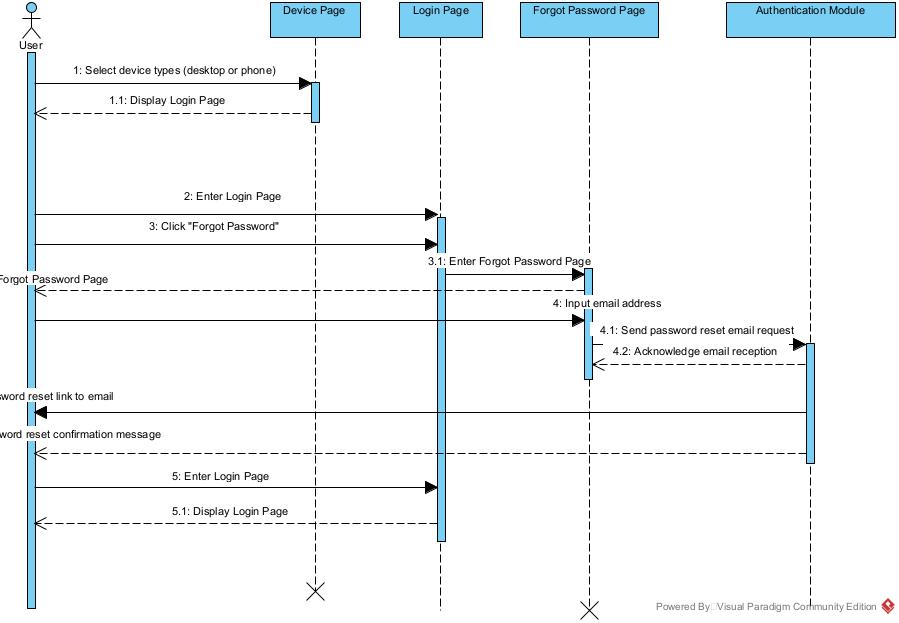 Device Page
Login Page
Forgot Password Page
Authentication Module
User
1: Select device types (desktop or phone)
1.1: Display Login Page
2: Enter Login Page
3: Click "Forgot Password"
3.1: Enter Forgot Password Page
Forgot Password Page
4: Input email address
4.1: Send password reset email request
4.2: Acknowledge email reception
reset link to email
reset confirmation message
5: Enter Login Page
5.1: Display Login Page
Powered By Visual Paradigm Community Edition